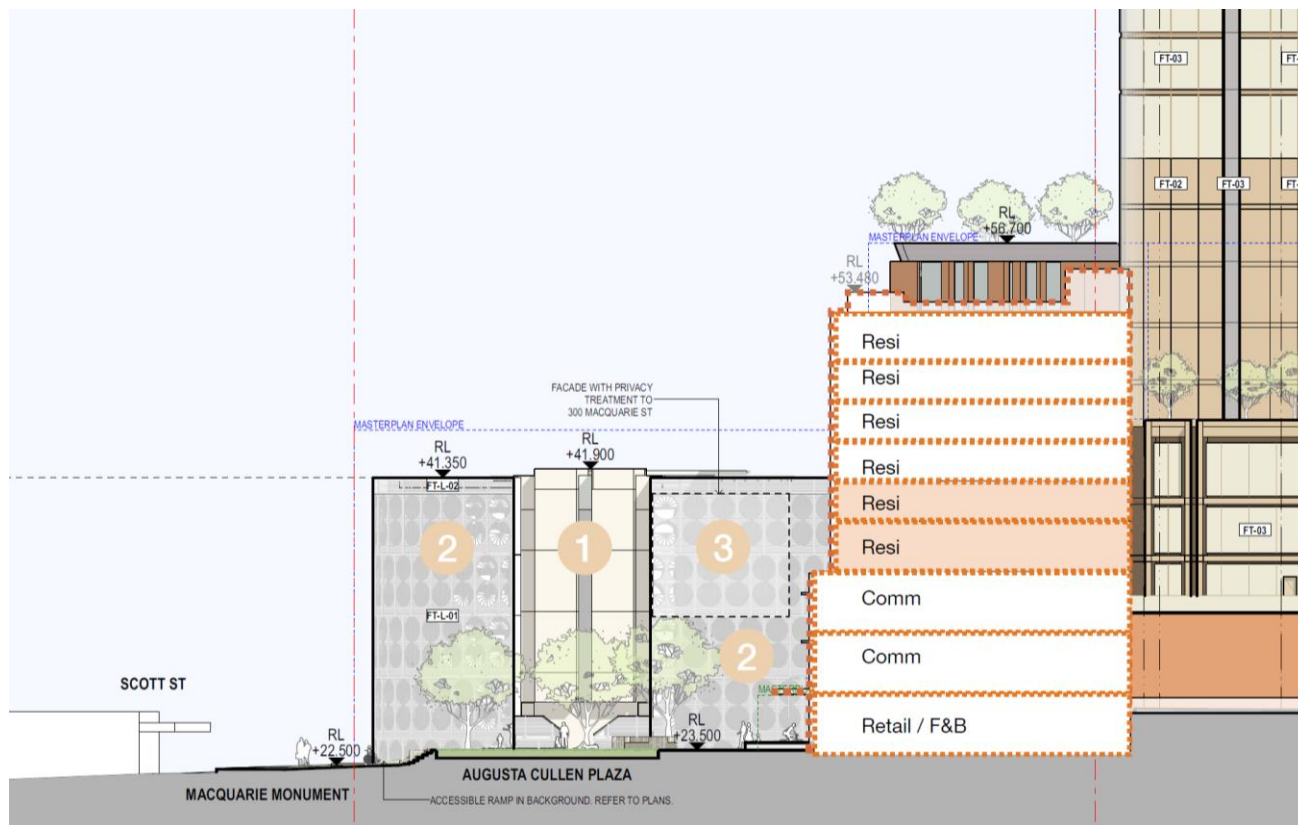 FT-03
FT-
FT-02
FT-03
FT-
RL
+56.700
MASTERPLAN ENVELOPE
RL
+53.480
Resi
Resi
FACADE WITH PRIVACY
TREATMENT TO
300 MACQUARIE ST
Resi
MASTERPLAN ENVELOPE
RL
+41.350
RL
+41.900
Resi
FT-L-02
Resi
FT-03
2
1
3
Resi
Comm
FT-L-01
Comm
2
SCOTT ST
Retail / F&B
RL
+22.500
RL
+23.500
AUGUSTA CULLEN PLAZA
MACQUARIE MONUMENT
ACCESSIBLE RAMP IN BACKGROUND. REFER TO PLANS.